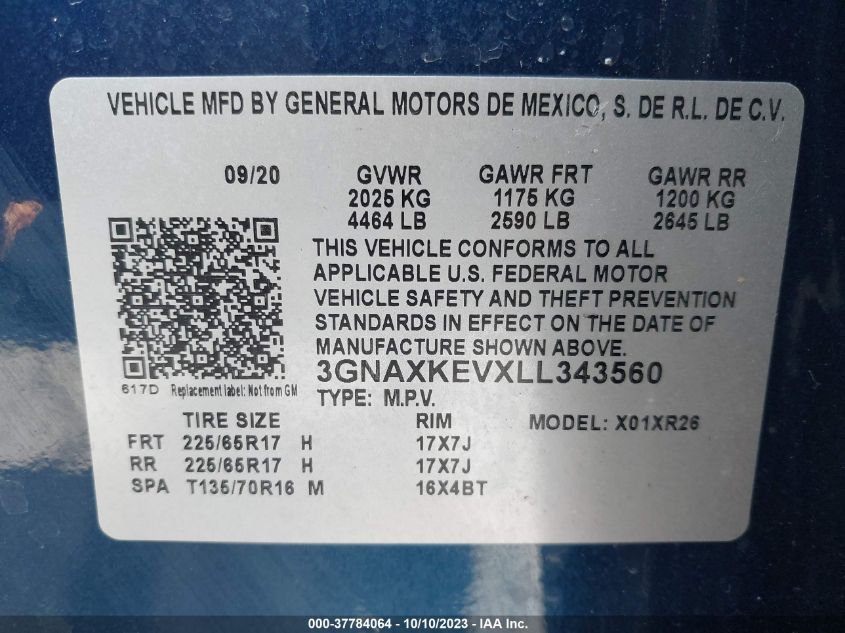 VEHICLE MFD BY GENERAL MOTORS DE MEXICO, S. DE R.L. DE C.V.
09/20 GVWR GAWR FRT GAWR RR
2025 KG 1175 KG 1200 KG
4464 LB 2590 LB 2645 LB
THIS VEHICLE CONFORMS TO ALL
APPLICABLE U.S. FEDERAL MOTOR
VEHICLE SAFETY AND THEFT PREVENTION
STANDARDS IN EFFECT ON THE DATE OF
MANUFACTURE SHOWN ABOVE.
3GNAXKEVXLL343560
617D Replacement label: Not from GM
TYPE: M.P.V.
TIRE SIZE RIM MODEL: X01XR26
FRT 225/65R17 H 17X7J
RR 225/65R17 H 17X7J
SPA T135/70R16 M 16X4BT
000-37784064 - 10/10/2023 - IAA Inc.